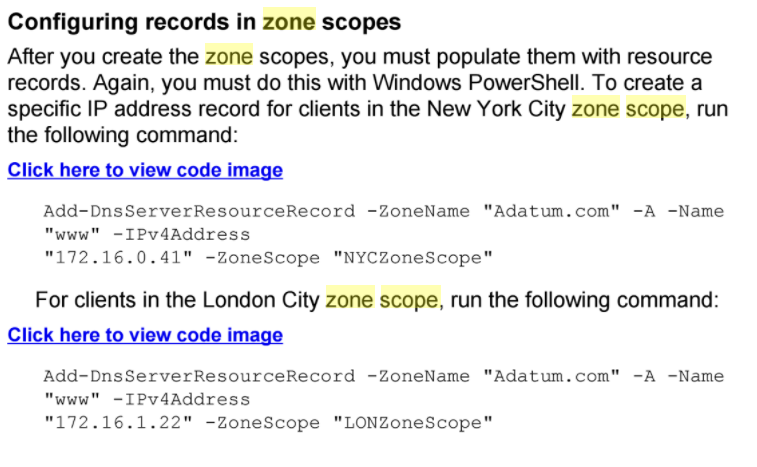 Configuring records in zone scopes
After you create the zone scopes, you must populate them with resource
records. Again, you must do this with Windows PowerShell. To create a
specific IP address record for clients in the New York City zone scope, run
the following command:
Click here to view code image
Add-DnsServerResourceRecord -ZoneName "Adatum.com" -A -Name
"www" -IPv4Address
"172.16.0.41" -ZoneScope "NYCZoneScope"
For clients in the London City zone scope, run the following command:
Click here to view code image
Add-DnsServerResourceRecord -ZoneName "Adatum.com" -A -Name
"www" -IPv4Address
"172.16.1.22" -ZoneScope "LONZoneScope"